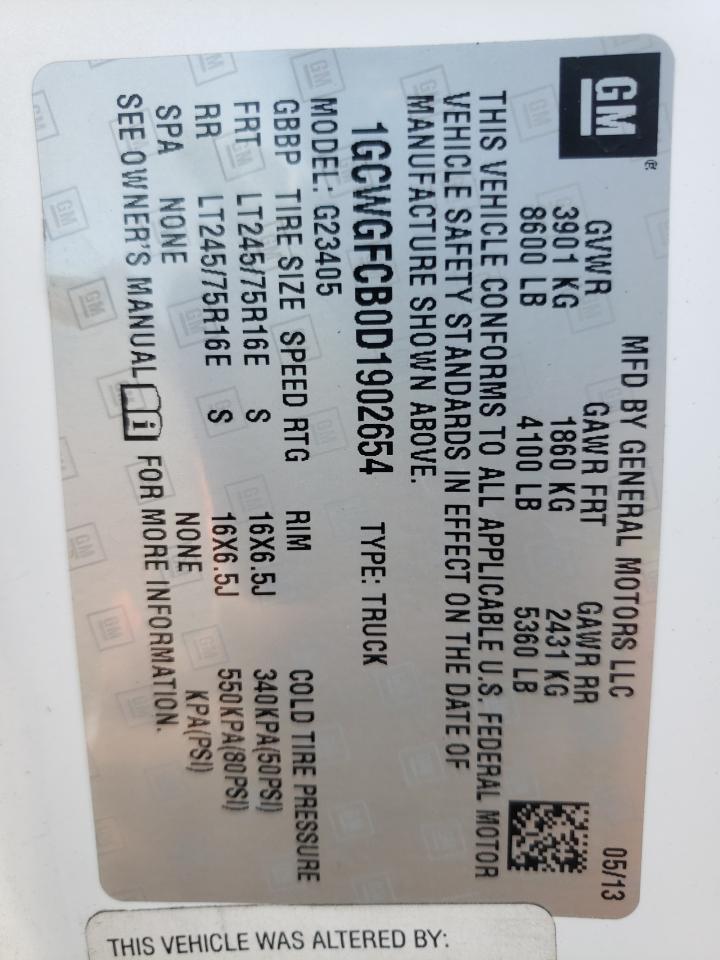 GM®
MFD BY GENERAL MOTORS LLC 05/13
GVWR GAWR FRT GAWR RR
3901 KG 1860 KG 2431 KG
8600 LB 4100 LB 5360 LB
THIS VEHICLE CONFORMS TO ALL APPLICABLE U.S. FEDERAL MOTOR
VEHICLE SAFETY STANDARDS IN EFFECT ON THE DATE OF
MANUFACTURE SHOWN ABOVE.
1GCWGFCB0D1902654 TYPE: TRUCK
MODEL: G23405
GBBP TIRE SIZE SPEED RTG RIM COLD TIRE PRESSURE
FRT LT245/75R16E S 16X6.5J 340KPA(50PSI)
RR LT245/75R16E S 16X6.5J 550KPA(80PSI)
SPA NONE NONE KPA(PSI)
SEE OWNER'S MANUAL i FOR MORE INFORMATION.
THIS VEHICLE WAS ALTERED BY: